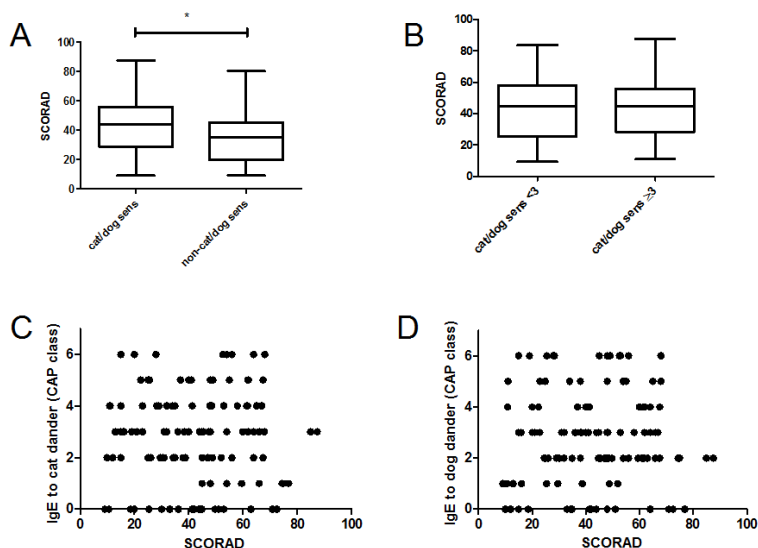 A
*
100
80
60
40
20
0
SCORAD
cat/dog sens
non-cat/dog sens
B
100
80
60
40
20
0
SCORAD
cat/dog sens <3
cat/dog sens ≥3
C
IgE to cat dander (CAP class)
6
4
2
0
0 20 40 60 80 100
SCORAD
D
IgE to dog dander (CAP class)
6
4
2
0
0 20 40 60 80 100
SCORAD